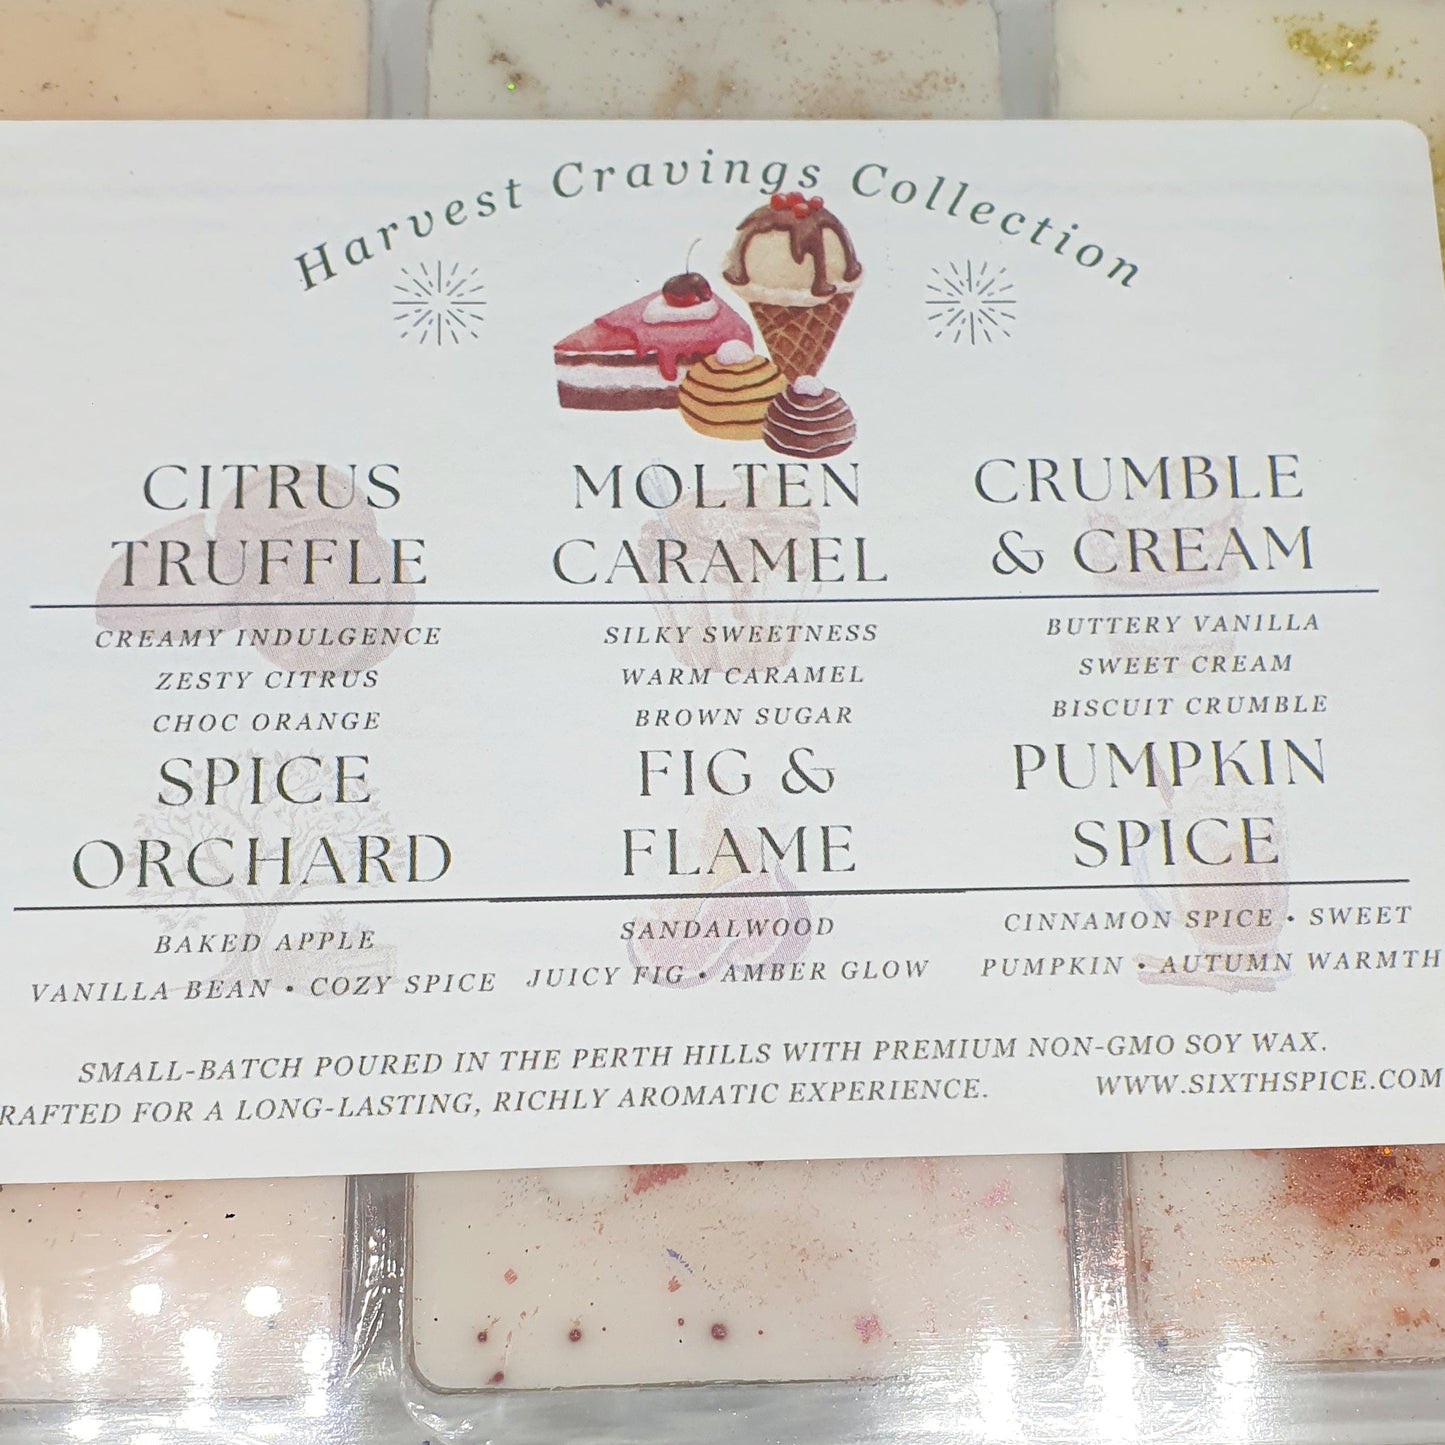 Harvest Cravings Collection
CITRUS
TRUFFLE
CREAMY INDULGENCE
ZESTY CITRUS
CHOC ORANGE
MOLTEN
CARAMEL
SILKY SWEETNESS
WARM CARAMEL
BROWN SUGAR
CRUMBLE
& CREAM
BUTTERY VANILLA
SWEET CREAM
BISCUIT CRUMBLE
SPICE
ORCHARD
BAKED APPLE
VANILLA BEAN • COZY SPICE
FIG &
FLAME
SANDALWOOD
JUICY FIG • AMBER GLOW
PUMPKIN
SPICE
CINNAMON SPICE • SWEET
PUMPKIN • AUTUMN WARMTH
SMALL-BATCH POURED IN THE PERTH HILLS WITH PREMIUM NON-GMO SOY WAX.
RAFTED FOR A LONG-LASTING, RICHLY AROMATIC EXPERIENCE.
WWW.SIXTHSPICE.COM